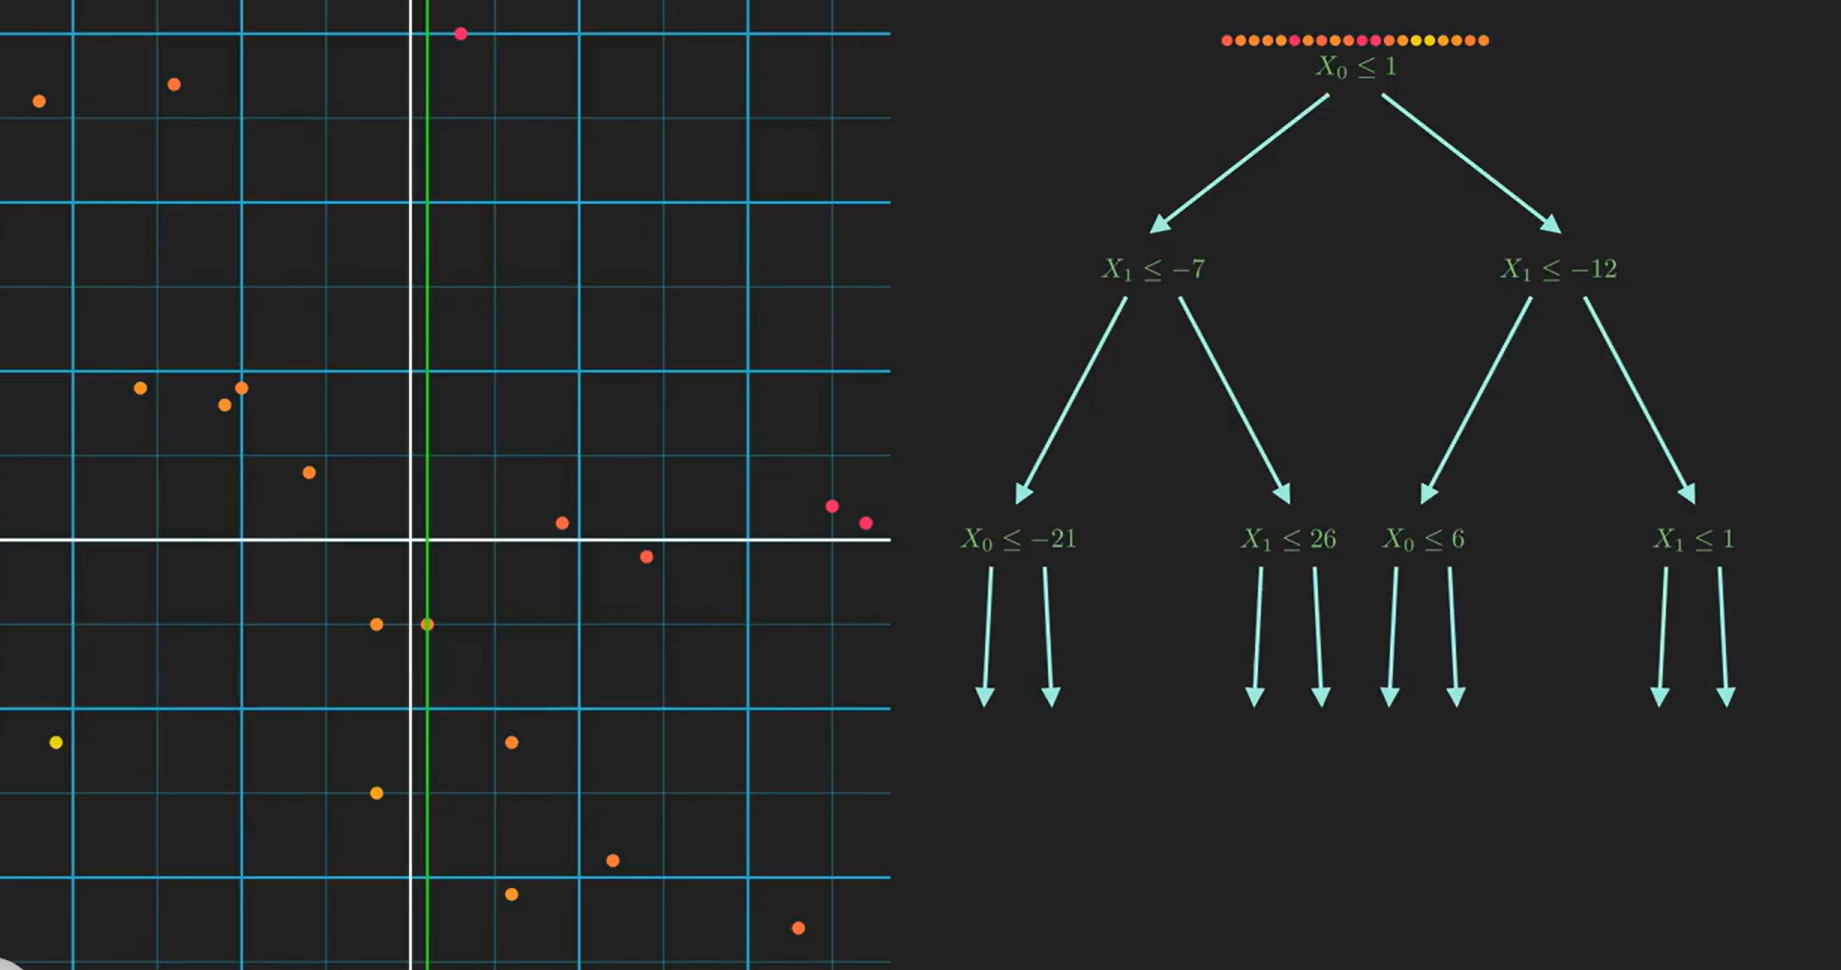 X₀ ≤ 1
X₁ ≤ −7 X₁ ≤ −12
X₀ ≤ −21 X₁ ≤ 26 X₀ ≤ 6 X₁ ≤ 1